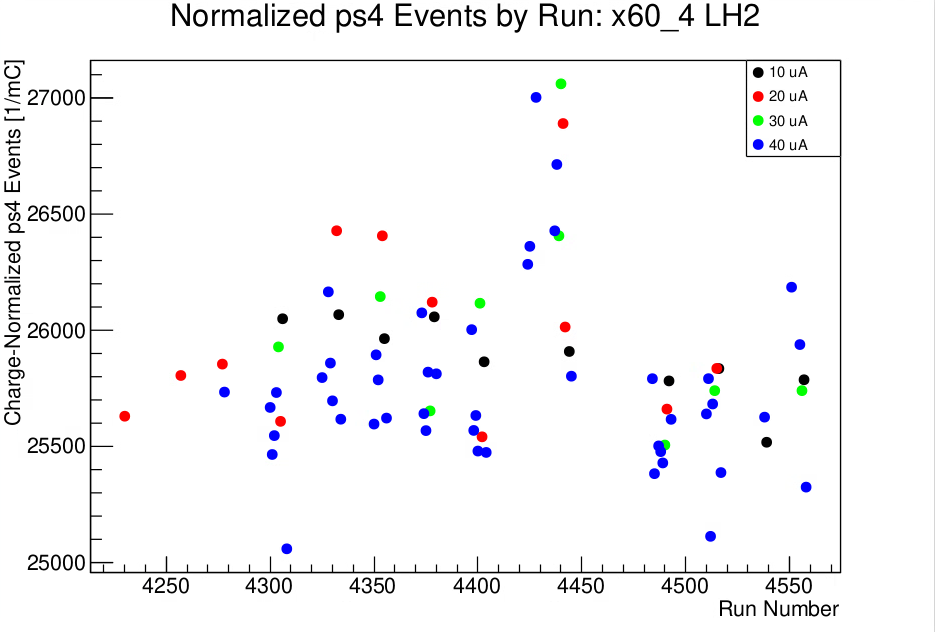 Normalized ps4 Events by Run: x60_4 LH2
Charge-Normalized ps4 Events [1/mC]
27000
26500
26000
25500
25000
10 uA
20 uA
30 uA
40 uA
4250 4300 4350 4400 4450 4500 4550
Run Number